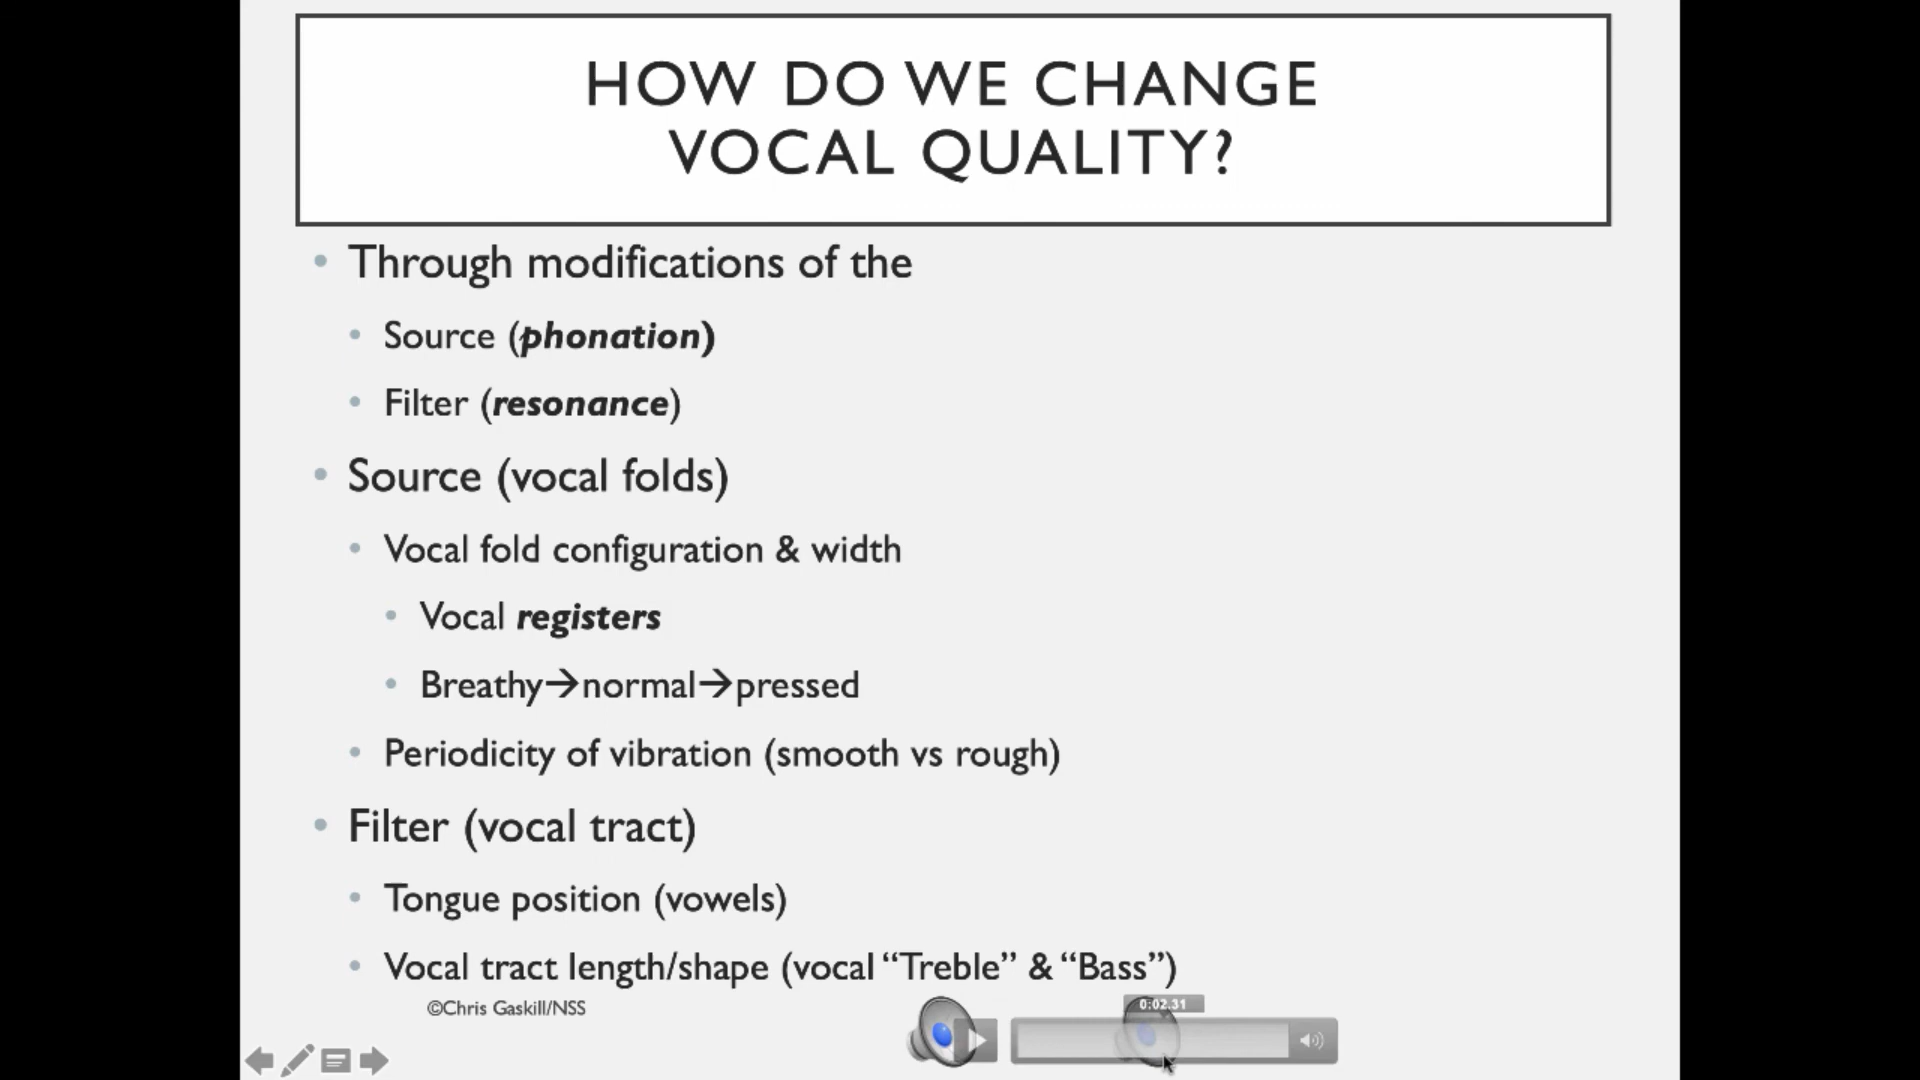 HOW DO WE CHANGE
VOCAL QUALITY?
• Through modifications of the
• Source (phonation)
• Filter (resonance)
• Source (vocal folds)
• Vocal fold configuration & width
• Vocal registers
• Breathy→normal→pressed
• Periodicity of vibration (smooth vs rough)
• Filter (vocal tract)
• Tongue position (vowels)
• Vocal tract length/shape (vocal “Treble” & “Bass”)
©Chris Gaskill/NSS
0:02.31